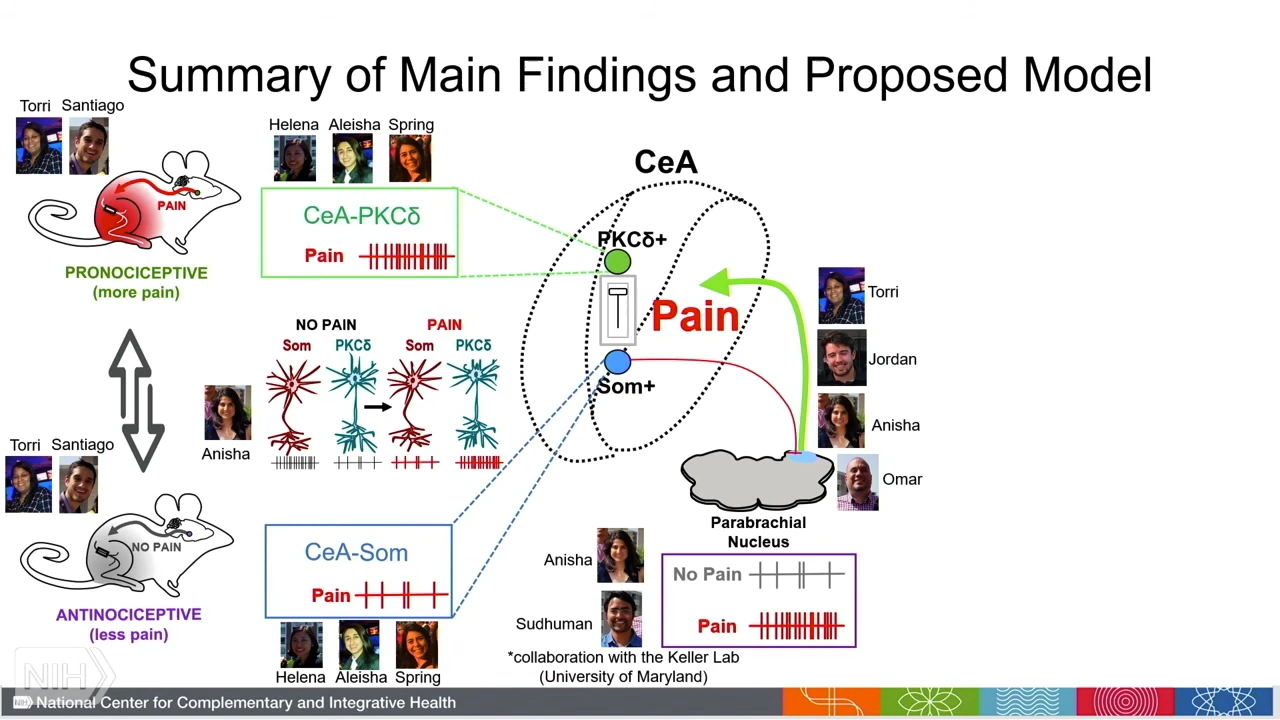 Summary of Main Findings and Proposed Model
Torri Santiago
PAIN
PRONOCICEPTIVE
(more pain)
Helena Aleisha Spring
CeA-PKCδ
Pain
NO PAIN PAIN
Som PKCδ Som PKCδ
Anisha
Torri Santiago
NO PAIN
ANTINOCICEPTIVE
(less pain)
CeA-Som
Pain
Helena Aleisha Spring
CeA
PKCδ+
Pain
Som+
Torri
Jordan
Anisha
Omar
Parabrachial
Nucleus
Anisha
Sudhuman
No Pain
Pain
*collaboration with the Keller Lab
(University of Maryland)
NIH
NIH National Center for Complementary and Integrative Health